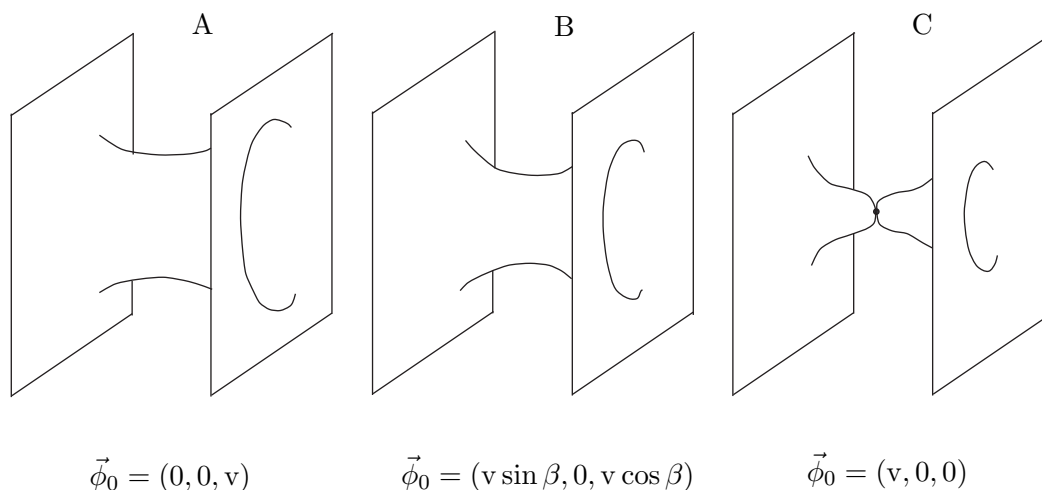 A B C
$\vec{\phi}_0 = (0, 0, \mathrm{v})$ $\vec{\phi}_0 = (\mathrm{v} \sin \beta, 0, \mathrm{v} \cos \beta)$ $\vec{\phi}_0 = (\mathrm{v}, 0, 0)$